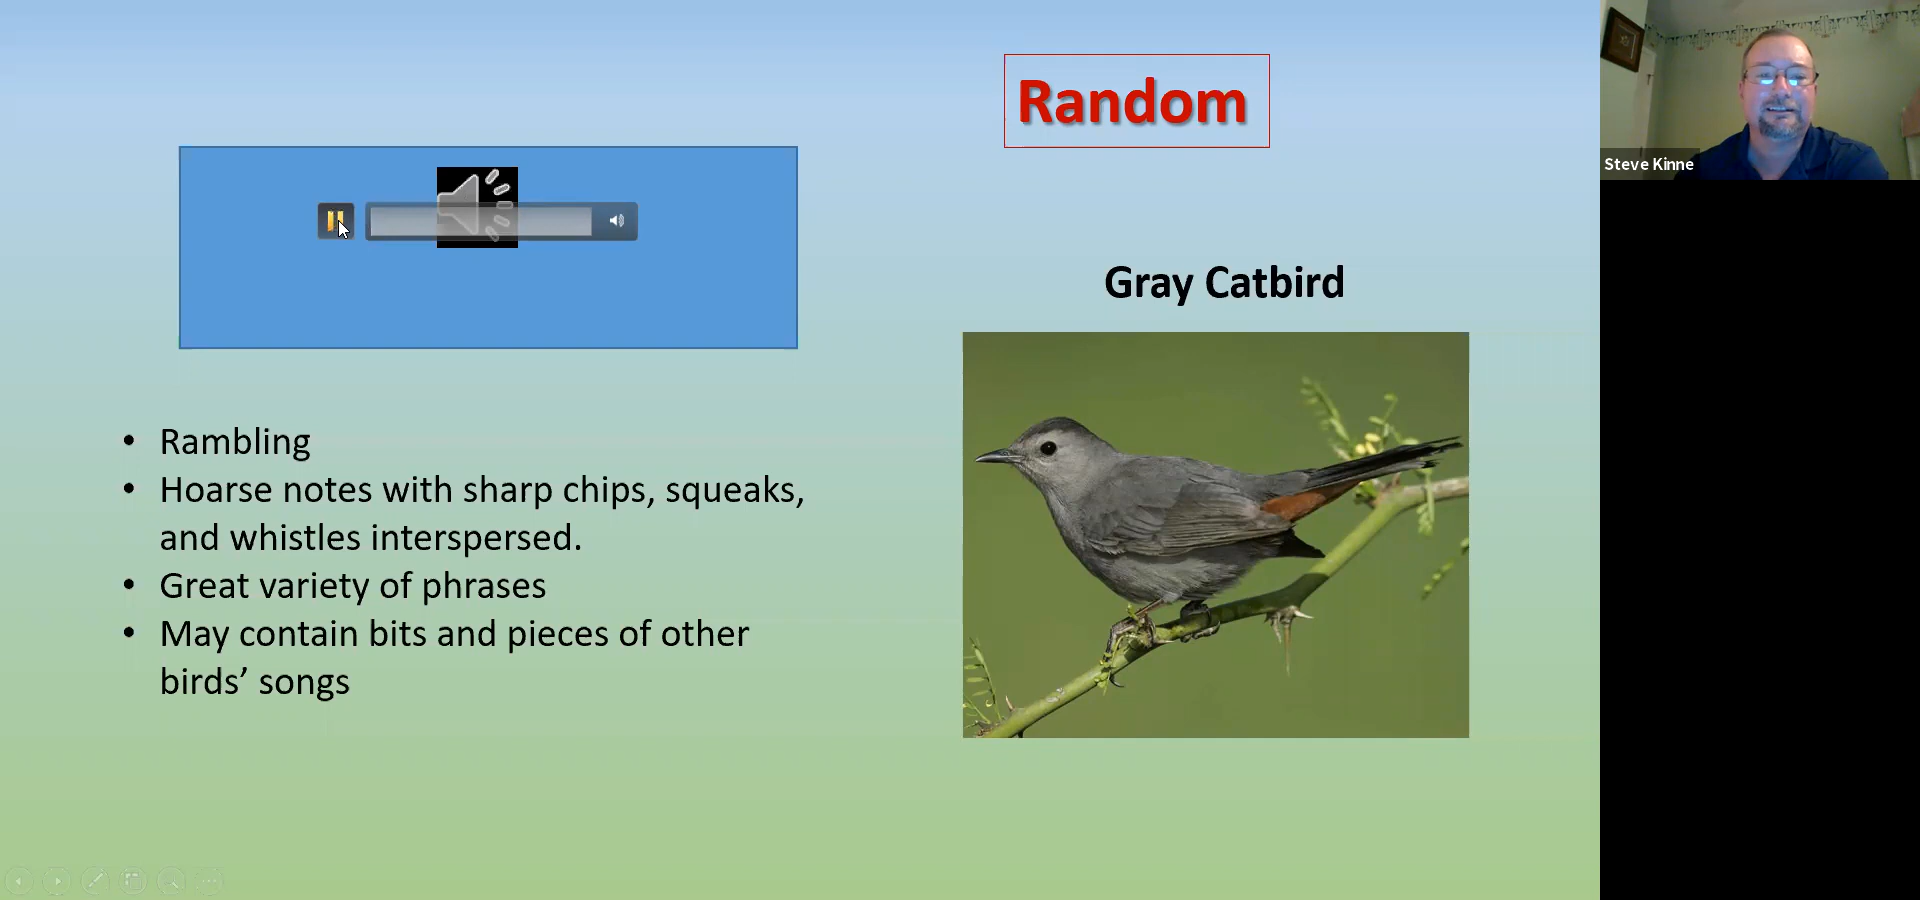 Random
Steve Kinne
Gray Catbird
• Rambling
• Hoarse notes with sharp chips, squeaks,
and whistles interspersed.
• Great variety of phrases
• May contain bits and pieces of other
birds’ songs